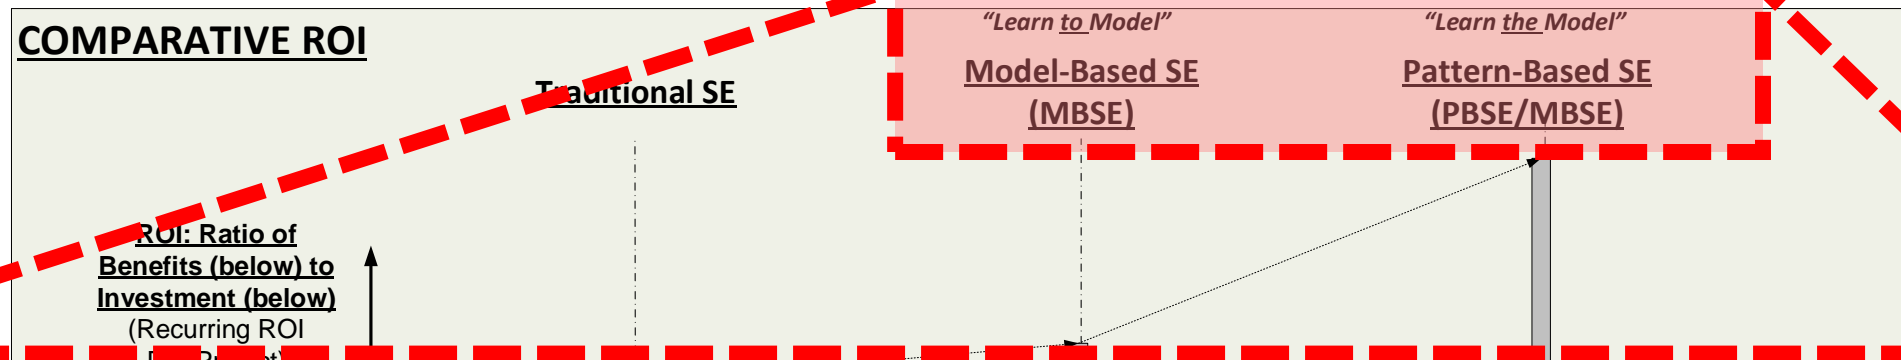 COMPARATIVE ROI
Traditional SE
"Learn to Model"
Model-Based SE
(MBSE)
"Learn the Model"
Pattern-Based SE
(PBSE/MBSE)
ROI: Ratio of
Benefits (below) to
Investment (below)
(Recurring ROI